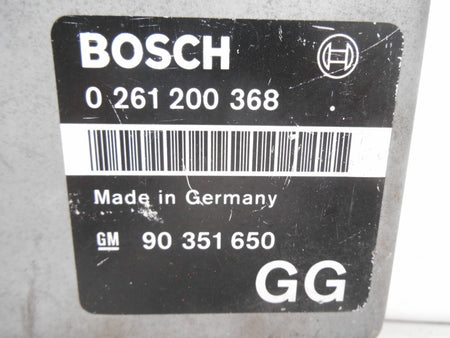 BOSCH
0 261 200 368
Made in Germany
GM 90 351 650
GG